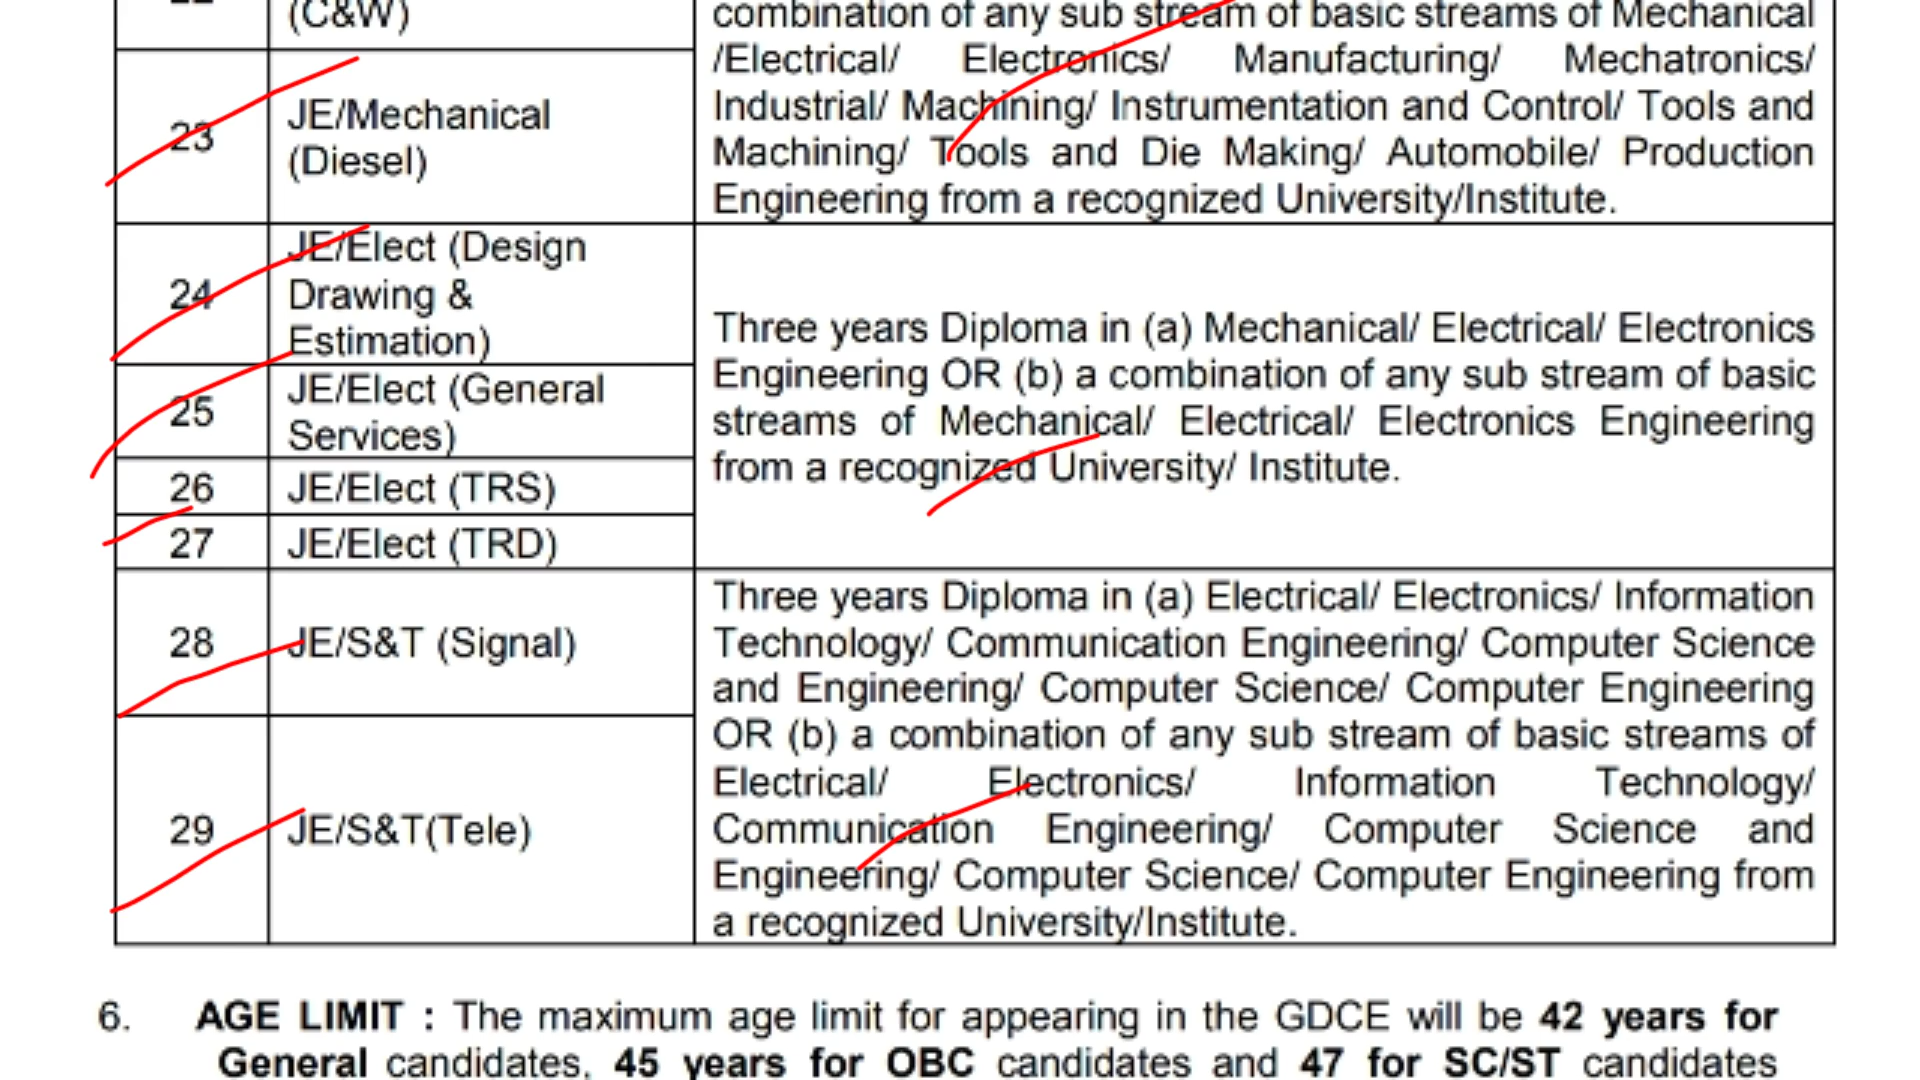 (C&W)
combination of any sub stream of basic streams of Mechanical
/Electrical/ Electronics/ Manufacturing/ Mechatronics/
Industrial/ Machining/ Instrumentation and Control/ Tools and
Machining/ Tools and Die Making/ Automobile/ Production
Engineering from a recognized University/Institute.
23
JE/Mechanical
(Diesel)
24
JE/Elect (Design
Drawing &
Estimation)
25
JE/Elect (General
Services)
26
JE/Elect (TRS)
27
JE/Elect (TRD)
Three years Diploma in (a) Mechanical/ Electrical/ Electronics
Engineering OR (b) a combination of any sub stream of basic
streams of Mechanical/ Electrical/ Electronics Engineering
from a recognized University/ Institute.
28
JE/S&T (Signal)
29
JE/S&T(Tele)
Three years Diploma in (a) Electrical/ Electronics/ Information
Technology/ Communication Engineering/ Computer Science
and Engineering/ Computer Science/ Computer Engineering
OR (b) a combination of any sub stream of basic streams of
Electrical/ Electronics/ Information Technology/
Communication Engineering/ Computer Science and
Engineering/ Computer Science/ Computer Engineering from
a recognized University/Institute.
6. AGE LIMIT : The maximum age limit for appearing in the GDCE will be 42 years for
General candidates, 45 years for OBC candidates and 47 for SC/ST candidates